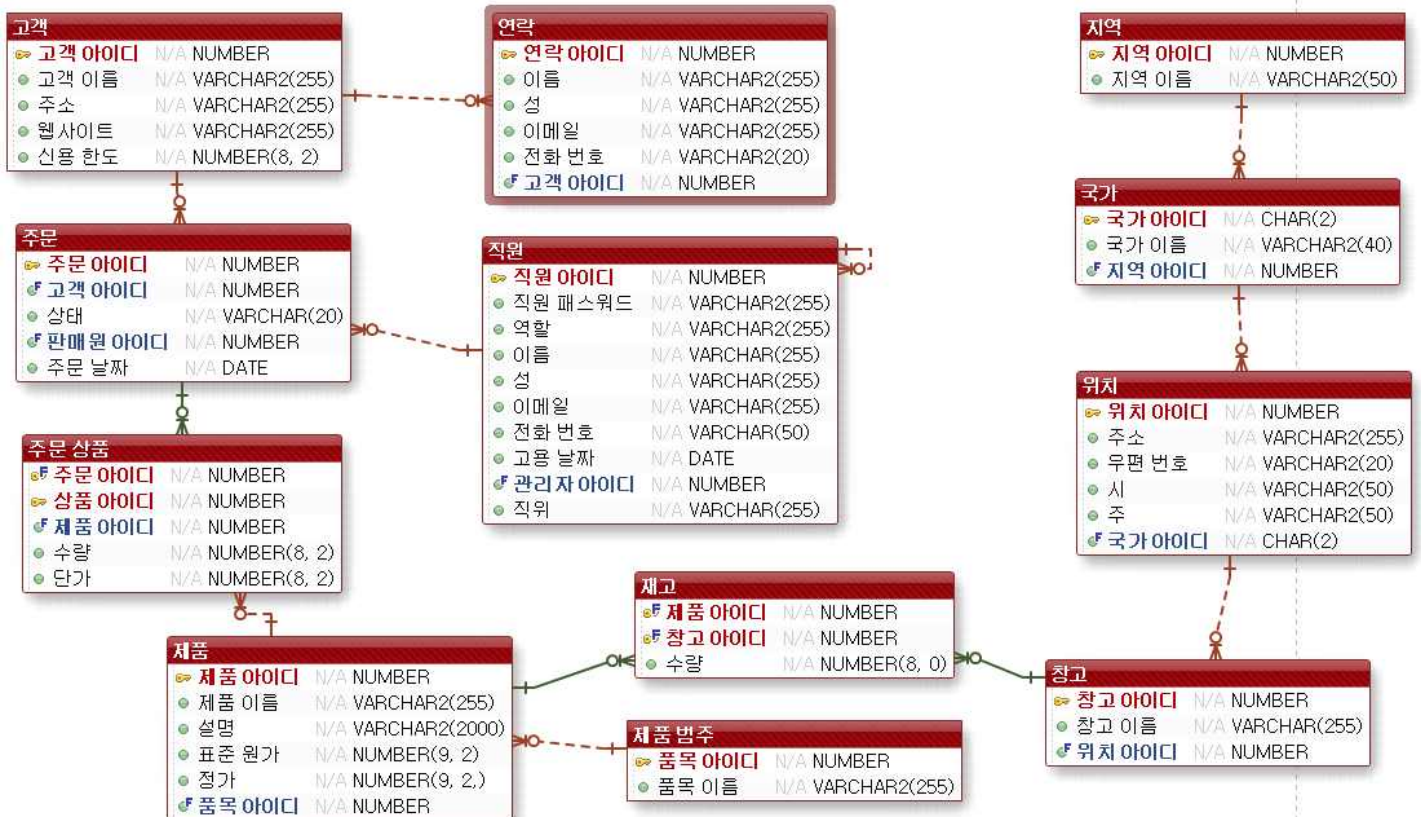 고객
고객 아이디 N/A NUMBER
고객 이름 N/A VARCHAR2(255)
주소 N/A VARCHAR2(255)
웹사이트 N/A VARCHAR2(255)
신용 한도 N/A NUMBER(8, 2)
연락
연락 아이디 N/A NUMBER
이름 N/A VARCHAR2(255)
성 N/A VARCHAR2(255)
이메일 N/A VARCHAR2(255)
전화 번호 N/A VARCHAR2(20)
고객 아이디 N/A NUMBER
지역
지역 아이디 N/A NUMBER
지역 이름 N/A VARCHAR2(50)
국가
국가 아이디 N/A CHAR(2)
국가 이름 N/A VARCHAR2(40)
지역 아이디 N/A NUMBER
주문
주문 아이디 N/A NUMBER
고객 아이디 N/A NUMBER
상태 N/A VARCHAR(20)
판매원 아이디 N/A NUMBER
주문 날짜 N/A DATE
직원
직원 아이디 N/A NUMBER
직원 패스워드 N/A VARCHAR2(255)
역할 N/A VARCHAR2(255)
이름 N/A VARCHAR(255)
성 N/A VARCHAR(255)
이메일 N/A VARCHAR(255)
전화 번호 N/A VARCHAR(50)
고용 날짜 N/A DATE
관리자 아이디 N/A NUMBER
직위 N/A VARCHAR(255)
위치
위치 아이디 N/A NUMBER
주소 N/A VARCHAR2(255)
우편 번호 N/A VARCHAR2(20)
시 N/A VARCHAR2(50)
주 N/A VARCHAR2(50)
국가 아이디 N/A CHAR(2)
주문 상품
주문 아이디 N/A NUMBER
상품 아이디 N/A NUMBER
제품 아이디 N/A NUMBER
수량 N/A NUMBER(8, 2)
단가 N/A NUMBER(8, 2)
재고
제품 아이디 N/A NUMBER
창고 아이디 N/A NUMBER
수량 N/A NUMBER(8, 0)
제품
제품 아이디 N/A NUMBER
제품 이름 N/A VARCHAR2(255)
설명 N/A VARCHAR2(2000)
표준 원가 N/A NUMBER(9, 2)
정가 N/A NUMBER(9, 2,)
품목 아이디 N/A NUMBER
제품 범주
품목 아이디 N/A NUMBER
품목 이름 N/A VARCHAR2(255)
창고
창고 아이디 N/A NUMBER
창고 이름 N/A VARCHAR(255)
위치 아이디 N/A NUMBER